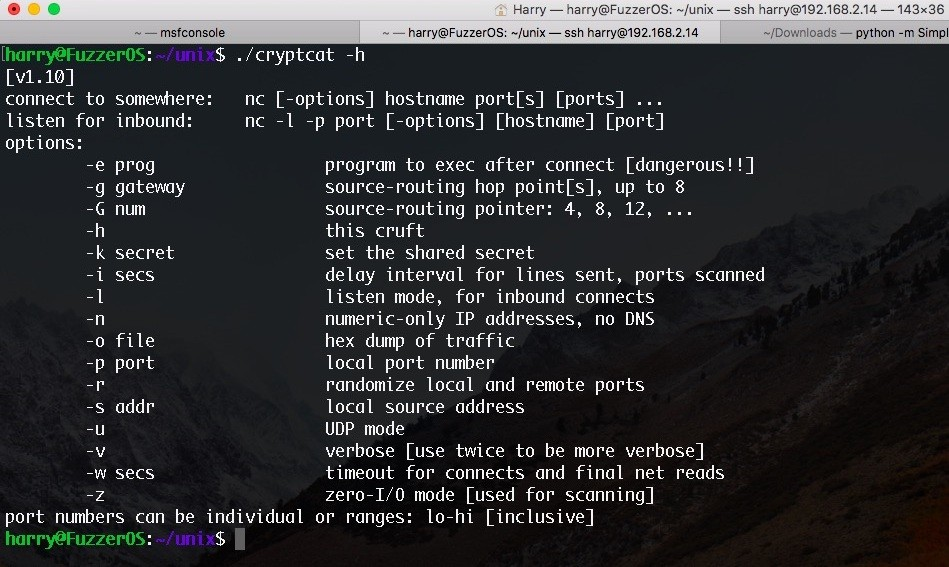 Harry — harry@FuzzerOS: ~/unix — ssh harry@192.168.2.14 — 143×36
~ — msfconsole
~ — harry@FuzzerOS: ~/unix — ssh harry@192.168.2.14
~/Downloads — python -m Simpl
harry@FuzzerOS:~/unix$ ./cryptcat -h
[v1.10]
connect to somewhere:   nc [-options] hostname port[s] [ports] ...
listen for inbound:     nc -l -p port [-options] [hostname] [port]
options:
        -e prog                 program to exec after connect [dangerous!!]
        -g gateway              source-routing hop point[s], up to 8
        -G num                  source-routing pointer: 4, 8, 12, ...
        -h                      this cruft
        -k secret               set the shared secret
        -i secs                 delay interval for lines sent, ports scanned
        -l                      listen mode, for inbound connects
        -n                      numeric-only IP addresses, no DNS
        -o file                 hex dump of traffic
        -p port                 local port number
        -r                      randomize local and remote ports
        -s addr                 local source address
        -u                      UDP mode
        -v                      verbose [use twice to be more verbose]
        -w secs                 timeout for connects and final net reads
        -z                      zero-I/O mode [used for scanning]
port numbers can be individual or ranges: lo-hi [inclusive]
harry@FuzzerOS:~/unix$